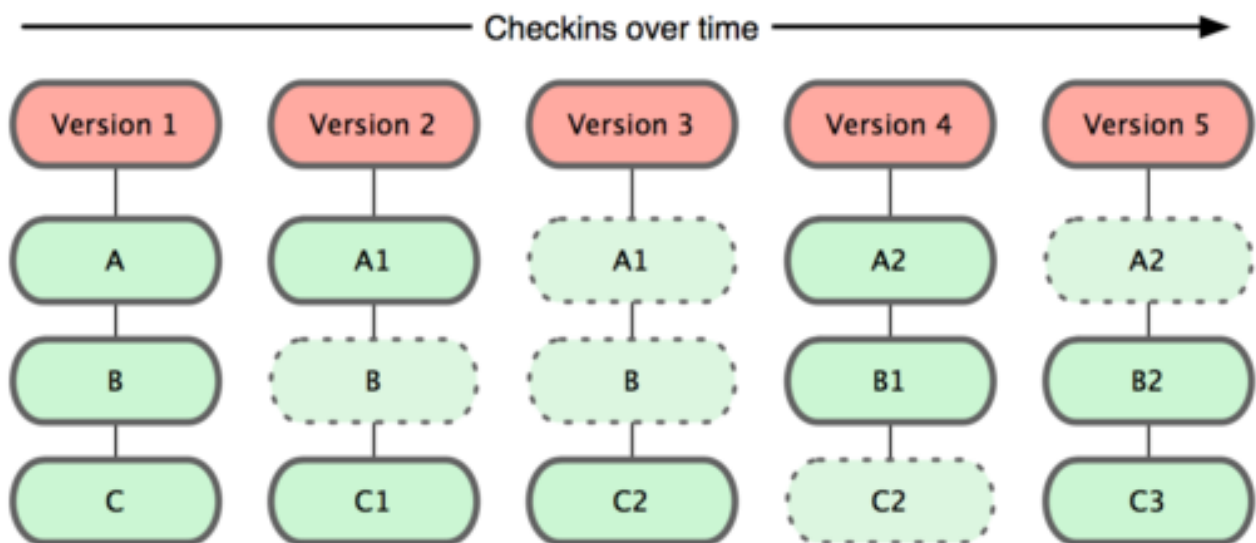 Checkins over time
Version 1 Version 2 Version 3 Version 4 Version 5
A A1 A1 A2 A2
B B B B1 B2
C C1 C2 C2 C3